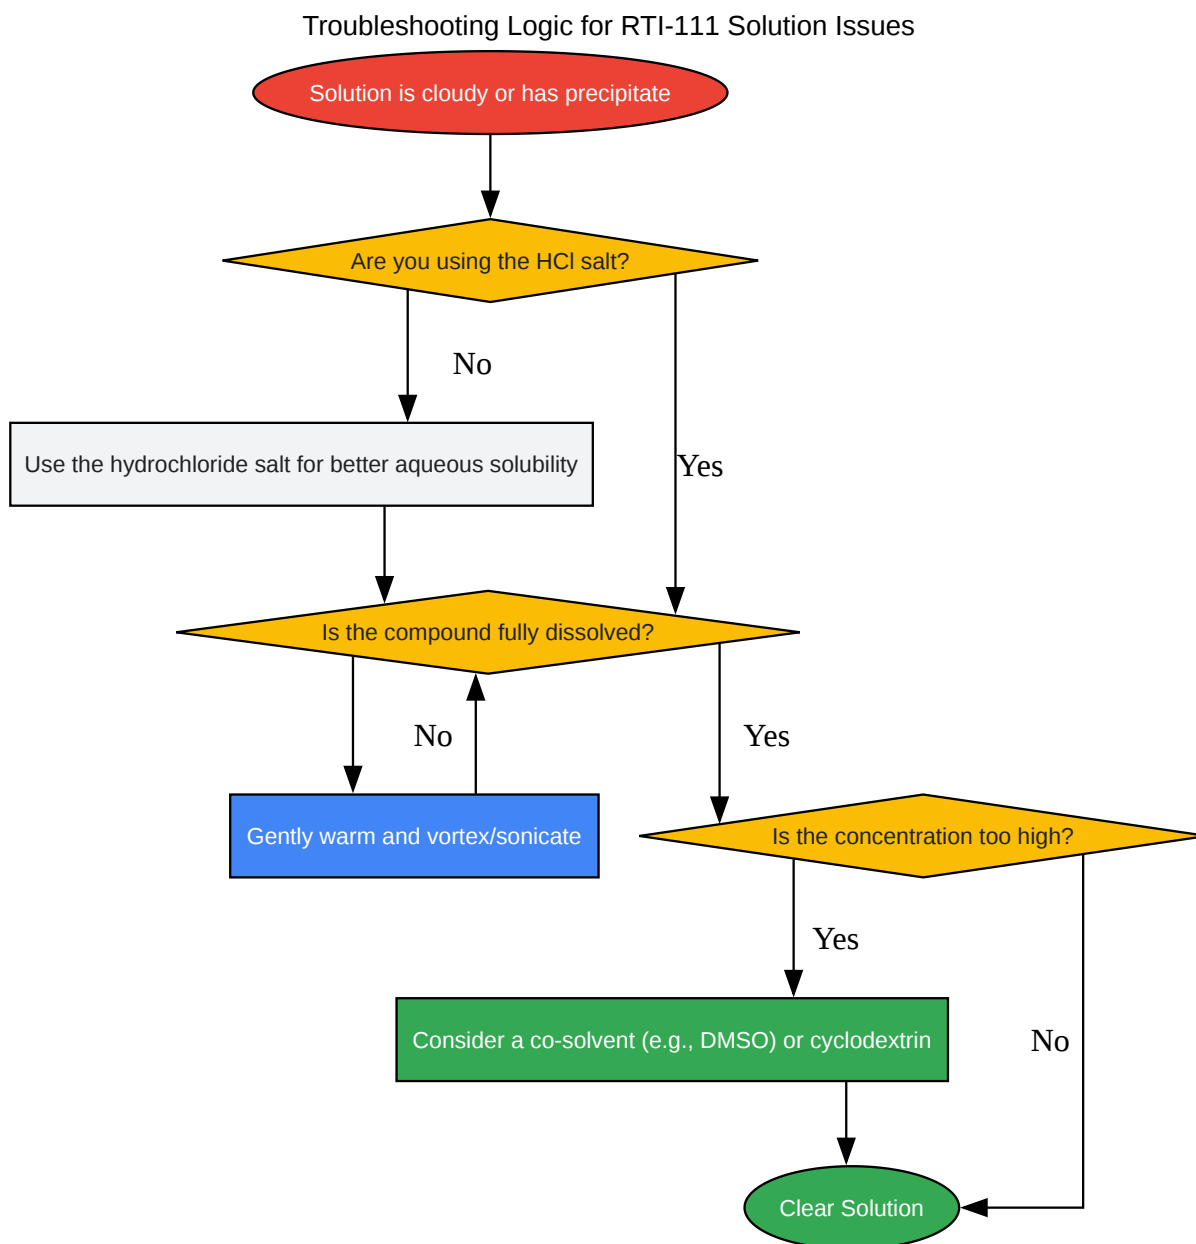 Troubleshooting Logic for RTI-111 Solution Issues
Solution is cloudy or has precipitate
Are you using the HCl salt?
No
Use the hydrochloride salt for better aqueous solubility
Yes
Is the compound fully dissolved?
No
Yes
Gently warm and vortex/sonicate
Is the concentration too high?
Yes
Consider a co-solvent (e.g., DMSO) or cyclodextrin
No
Clear Solution